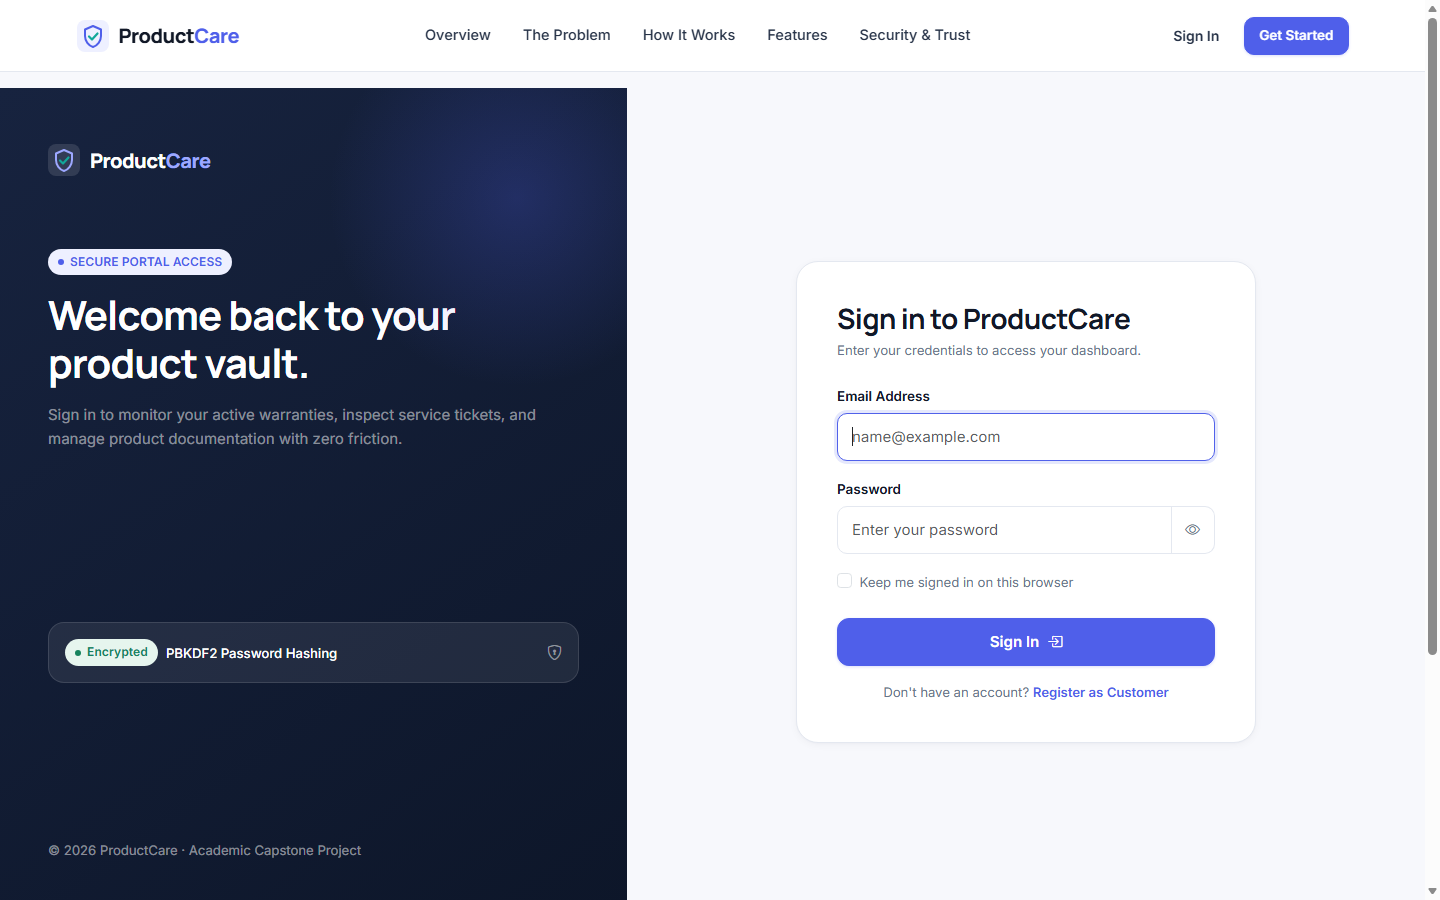 ProductCare
Overview
The Problem
How It Works
Features
Security & Trust
Sign In
Get Started
ProductCare
SECURE PORTAL ACCESS
Welcome back to your
product vault.
Sign in to monitor your active warranties, inspect service tickets, and
manage product documentation with zero friction.
Encrypted
PBKDF2 Password Hashing
© 2026 ProductCare · Academic Capstone Project
Sign in to ProductCare
Enter your credentials to access your dashboard.
Email Address
name@example.com
Password
Enter your password
Keep me signed in on this browser
Sign In
Don't have an account? Register as Customer